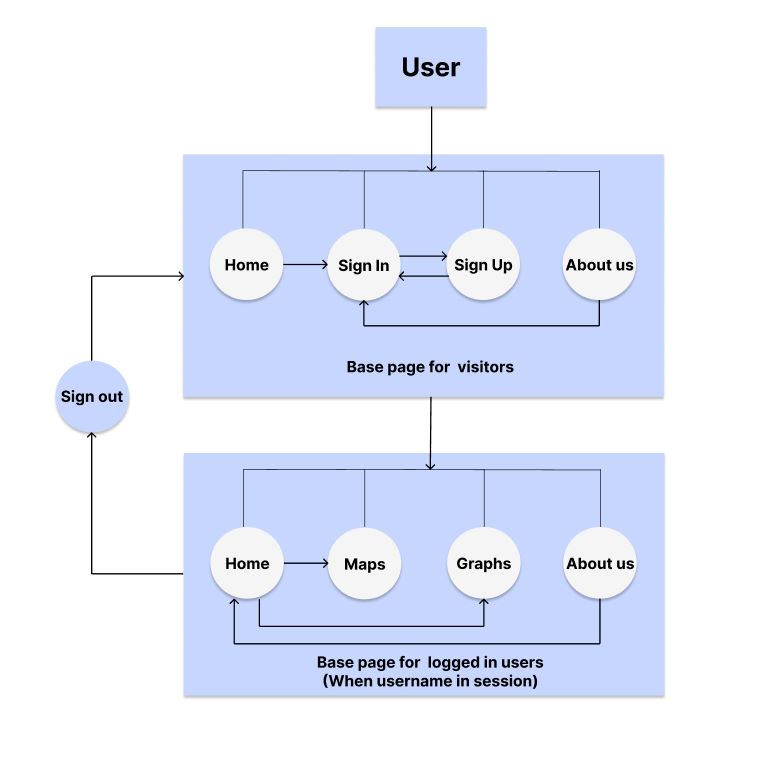 User
Home
Sign In
Sign Up
About us
Base page for visitors
Sign out
Home
Maps
Graphs
About us
Base page for logged in users
(When username in session)